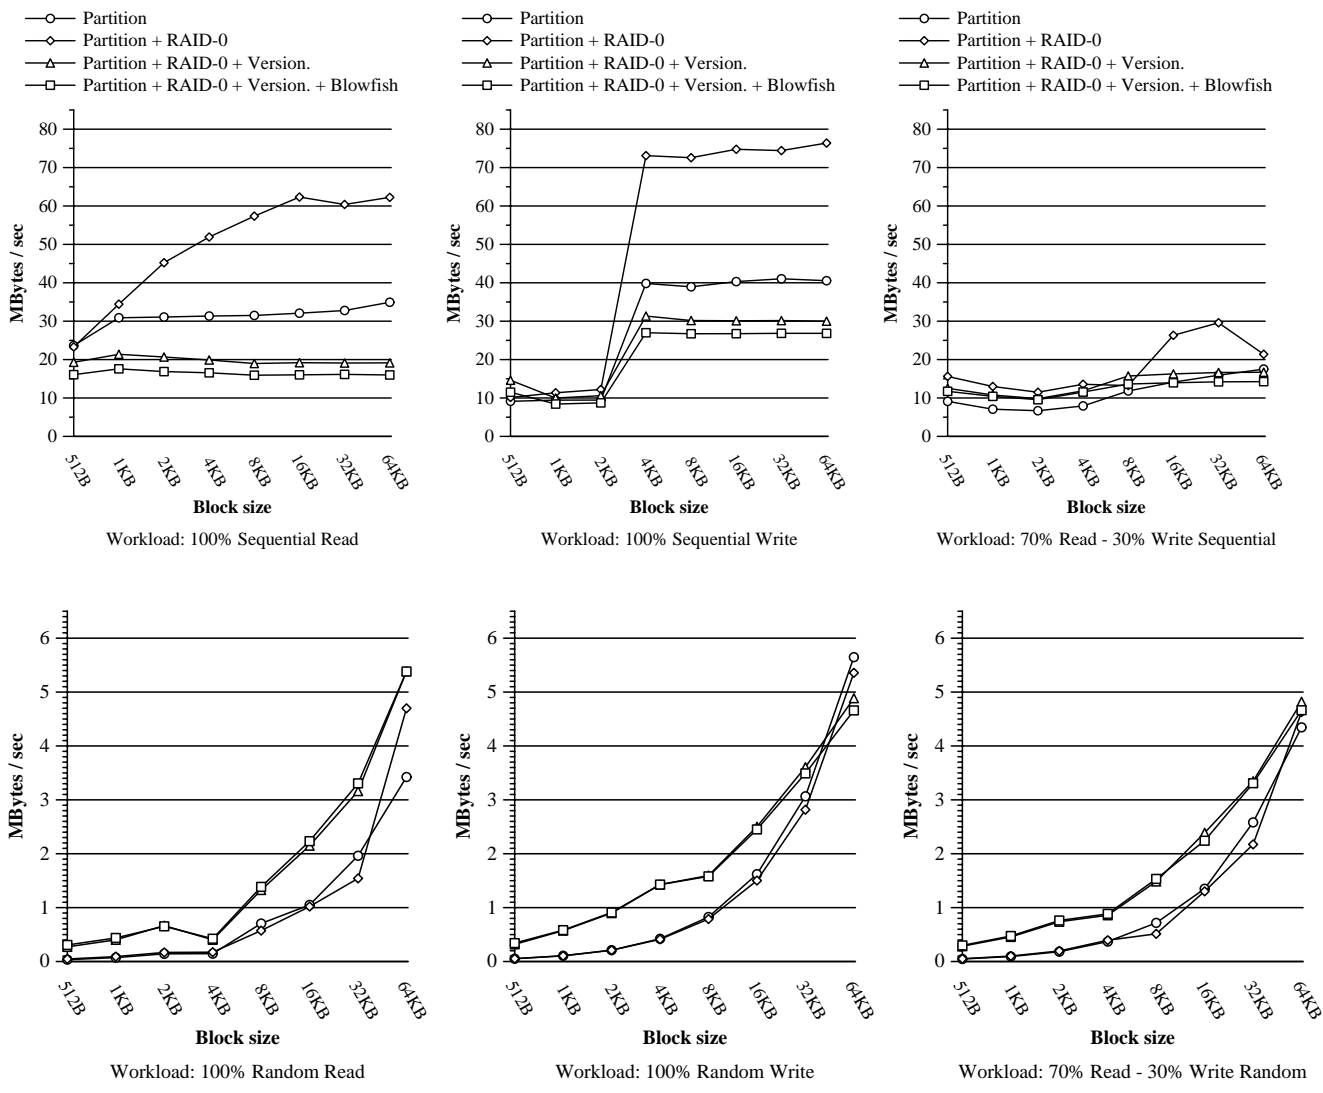 Partition
Partition + RAID-0
Partition + RAID-0 + Version.
Partition + RAID-0 + Version. + Blowfish
80
70
60
50
40
30
20
10
0
MBytes / sec
512B 1KB 2KB 4KB 8KB 16KB 32KB 64KB
Block size
Workload: 100% Sequential Read
Partition
Partition + RAID-0
Partition + RAID-0 + Version.
Partition + RAID-0 + Version. + Blowfish
80
70
60
50
40
30
20
10
0
MBytes / sec
512B 1KB 2KB 4KB 8KB 16KB 32KB 64KB
Block size
Workload: 100% Sequential Write
Partition
Partition + RAID-0
Partition + RAID-0 + Version.
Partition + RAID-0 + Version. + Blowfish
80
70
60
50
40
30
20
10
0
MBytes / sec
512B 1KB 2KB 4KB 8KB 16KB 32KB 64KB
Block size
Workload: 70% Read - 30% Write Sequential
6
5
4
3
2
1
0
MBytes / sec
512B 1KB 2KB 4KB 8KB 16KB 32KB 64KB
Block size
Workload: 100% Random Read
6
5
4
3
2
1
0
MBytes / sec
512B 1KB 2KB 4KB 8KB 16KB 32KB 64KB
Block size
Workload: 100% Random Write
6
5
4
3
2
1
0
MBytes / sec
512B 1KB 2KB 4KB 8KB 16KB 32KB 64KB
Block size
Workload: 70% Read - 30% Write Random